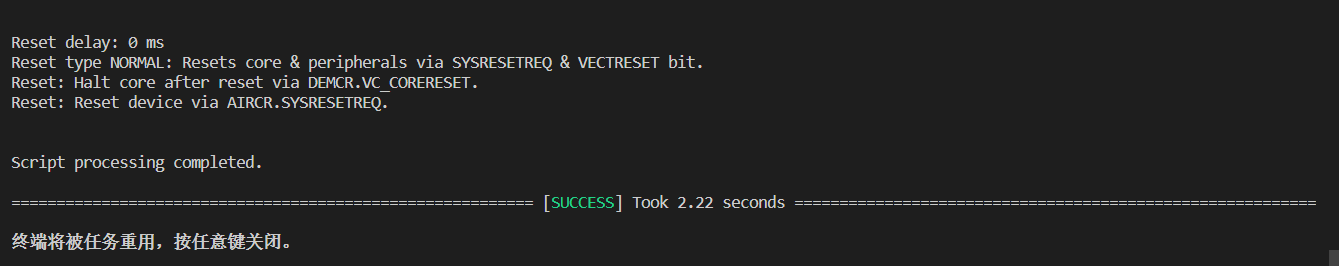 Reset delay: 0 ms
Reset type NORMAL: Resets core & peripherals via SYSRESETREQ & VECTRESET bit.
Reset: Halt core after reset via DEMCR.VC_CORERESET.
Reset: Reset device via AIRCR.SYSRESETREQ.
Script processing completed.
========================================================== [SUCCESS] Took 2.22 seconds ==========================================================
终端将被任务重用，按任意键关闭。